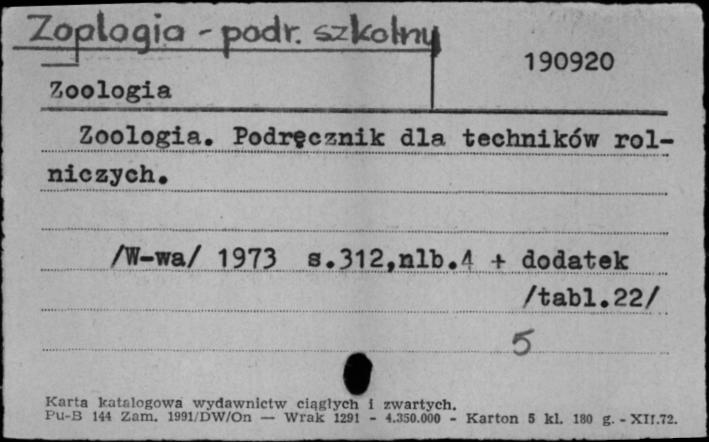 Zoologia - podr. szkolny
190920
Zoologia
Zoologia. Podręcznik dla techników rol-
niczych.
/W-wa/ 1973 s.312,nlb.4 + dodatek
/tabl.22/
5
Karta katalogowa wydawnictw ciągłych i zwartych.
Pu-B 144 Zam. 1991/DW/On — Wrak 1291 - 4.350.000 - Karton 5 kl. 180 g. - XII.72.